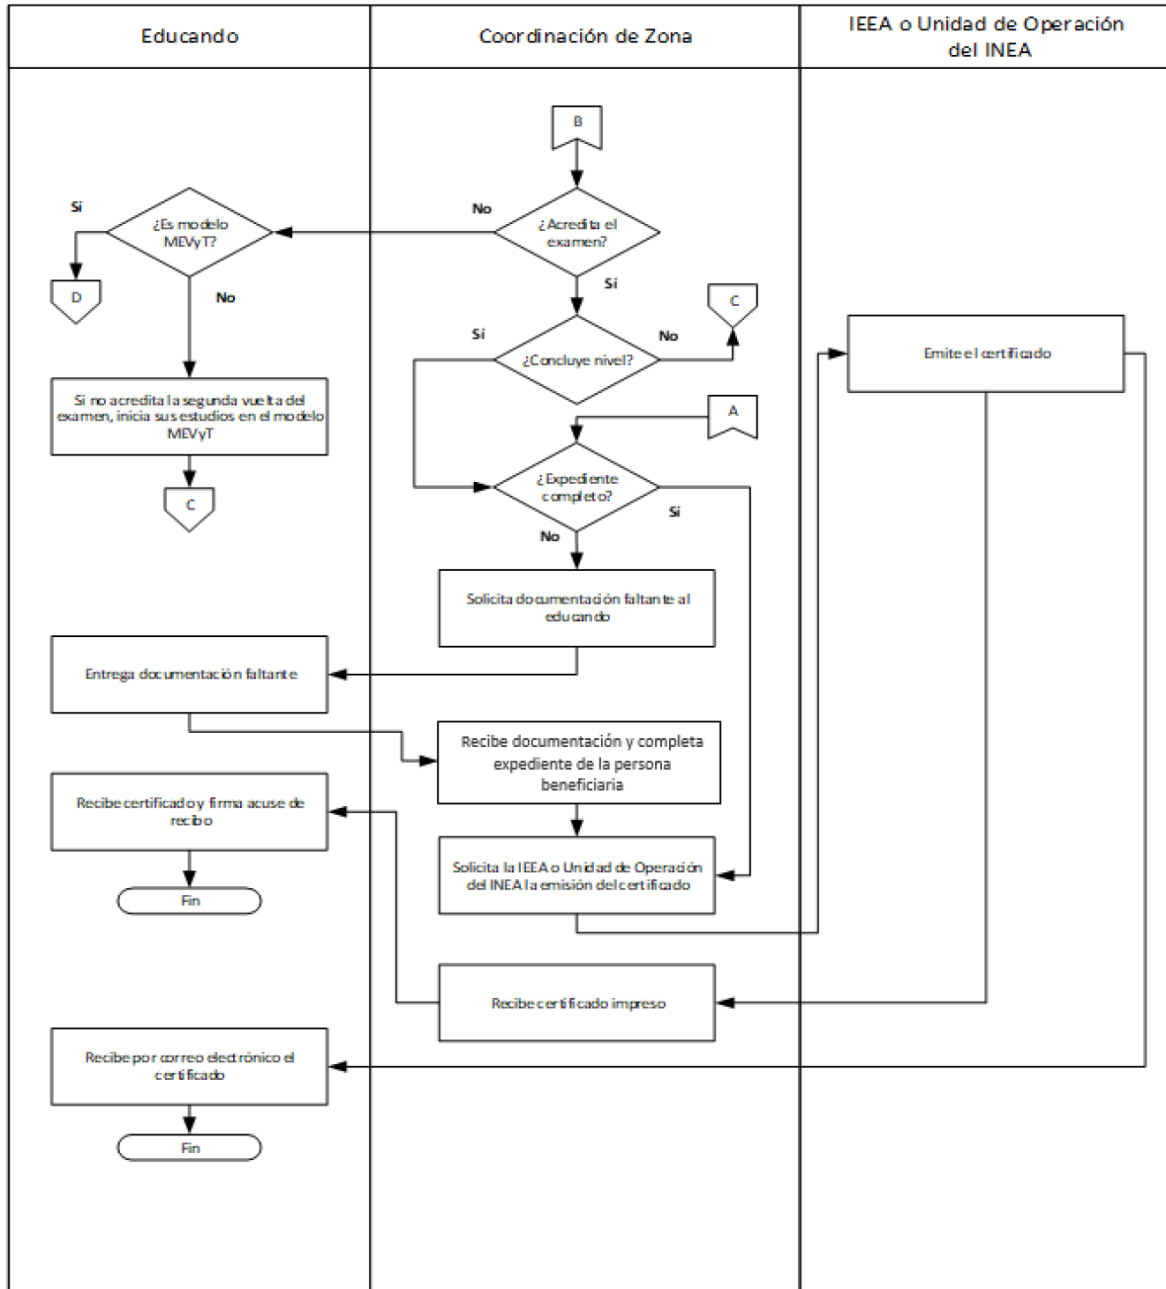 Educando
Coordinación de Zona
IEEA o Unidad de Operación
del INEA
B
Sí
¿Es modelo
MEVyT?
No
¿Acredita el
examen?
D
No
Sí
C
Sí
¿Concluye nivel?
No
Emite el certificado
Si no acredita la segunda vuelta del
examen, inicia sus estudios en el modelo
MEVyT
A
C
¿Expediente
completo?
Sí
No
Solicita documentación faltante al
educando
Entrega documentación faltante
Recibe documentación y completa
expediente de la persona
beneficiaria
Recibe certificado y firma acuse de
recibo
Solicita la IEEA o Unidad de Operación
del INEA la emisión del certificado
Fin
Recibe certificado impreso
Recibe por correo electrónico el
certificado
Fin